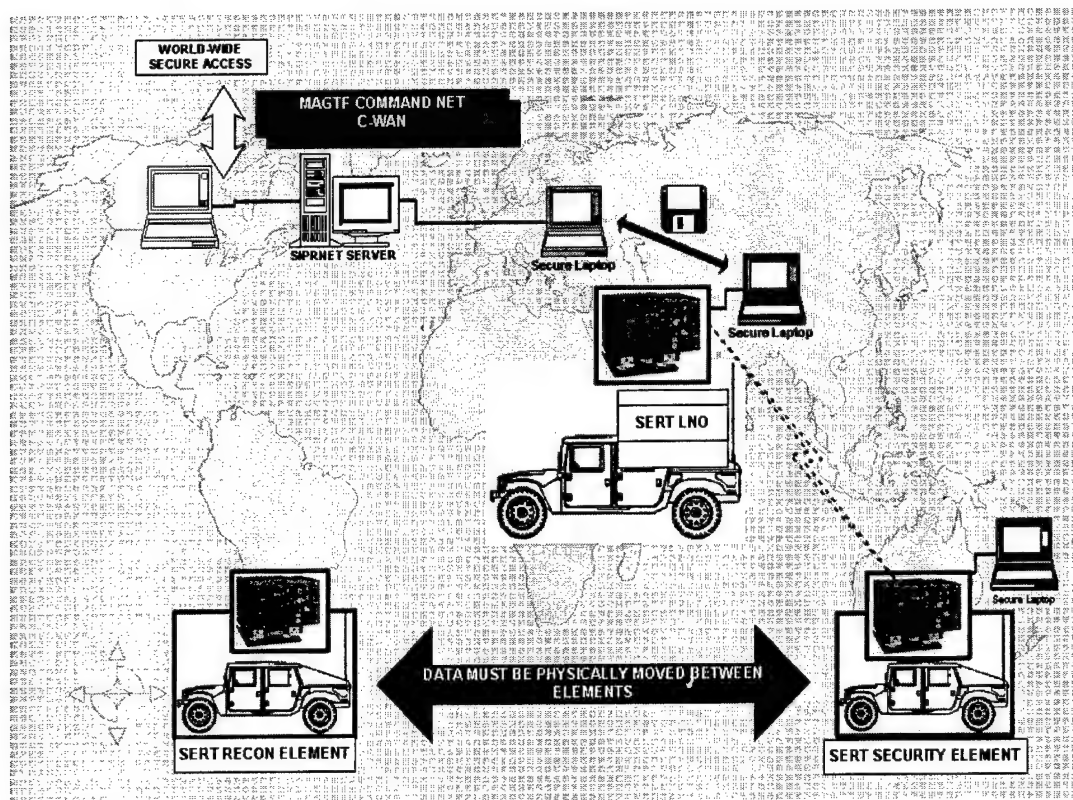 WORLD-WIDE
SECURE ACCESS
MAGTF COMMAND NET
C-WAN
SIPRNET SERVER
Secure Laptop
Secure Laptop
SERT LNO
Secure Laptop
DATA MUST BE PHYSICALLY MOVED BETWEEN
ELEMENTS
SERT RECON ELEMENT
SERT SECURITY ELEMENT